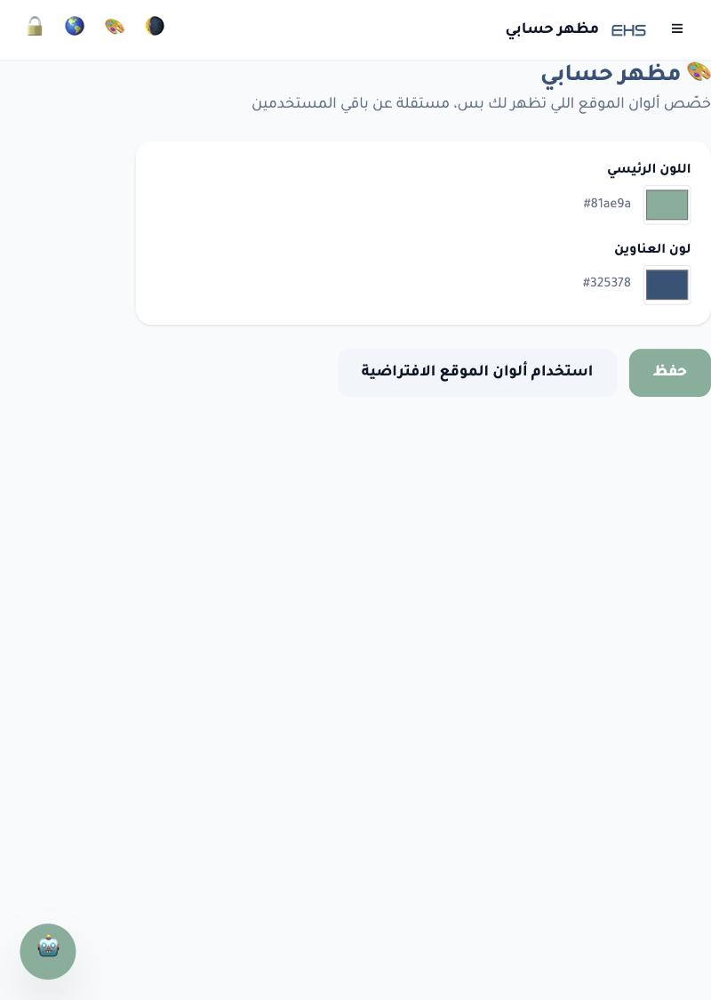 EHS مظهر حسابي
مظهر حسابي
خصّص ألوان الموقع اللي تظهر لك بس، مستقلة عن باقي المستخدمين
اللون الرئيسي
#81ae9a
لون العناوين
#325378
حفظ
استخدام ألوان الموقع الافتراضية